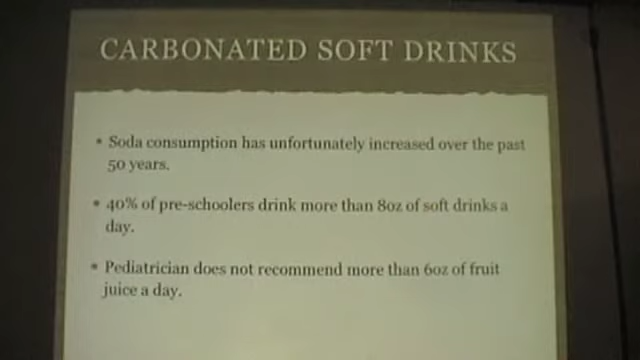 CARBONATED SOFT DRINKS
• Soda consumption has unfortunately increased over the past
50 years.
• 40% of pre-schoolers drink more than 8oz of soft drinks a
day.
• Pediatrician does not recommend more than 6oz of fruit
juice a day.